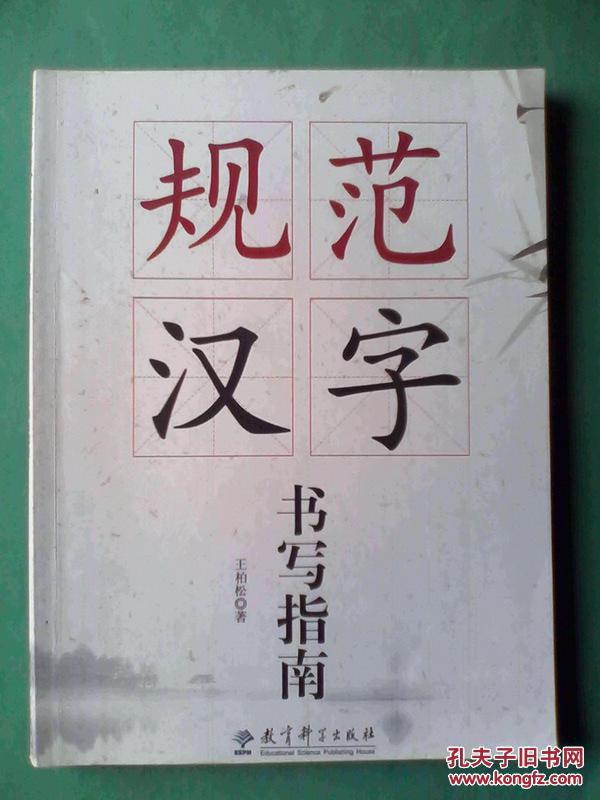 规范
汉字
书写指南
王柏松◎著
ESPH
教育科学出版社
Educational Science Publishing House
孔夫子旧书网
www.kongfz.com